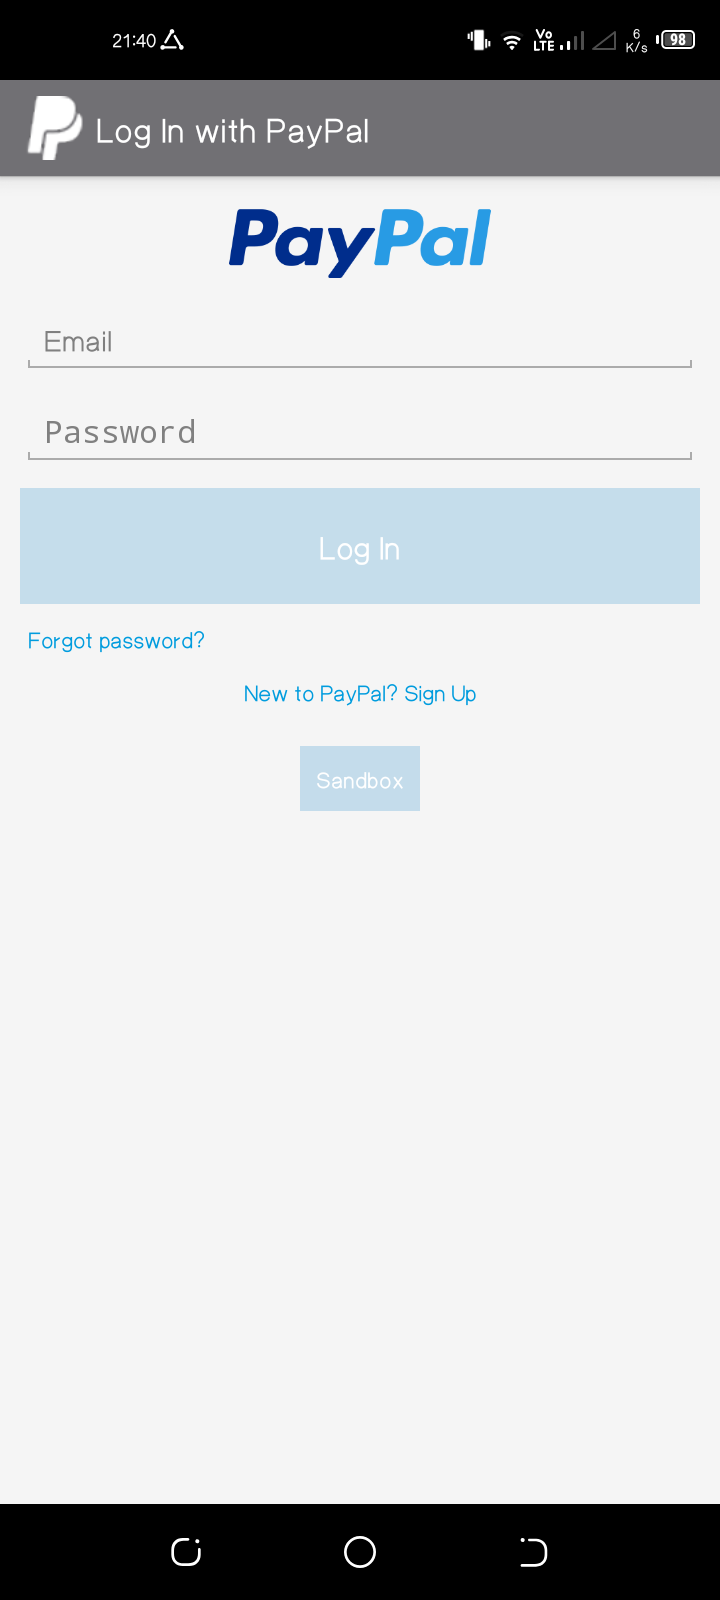 21:40
Vo
LTE
6
K/s
98
Log In with PayPal
PayPal
Email
Password
Log In
Forgot password?
New to PayPal? Sign Up
Sandbox